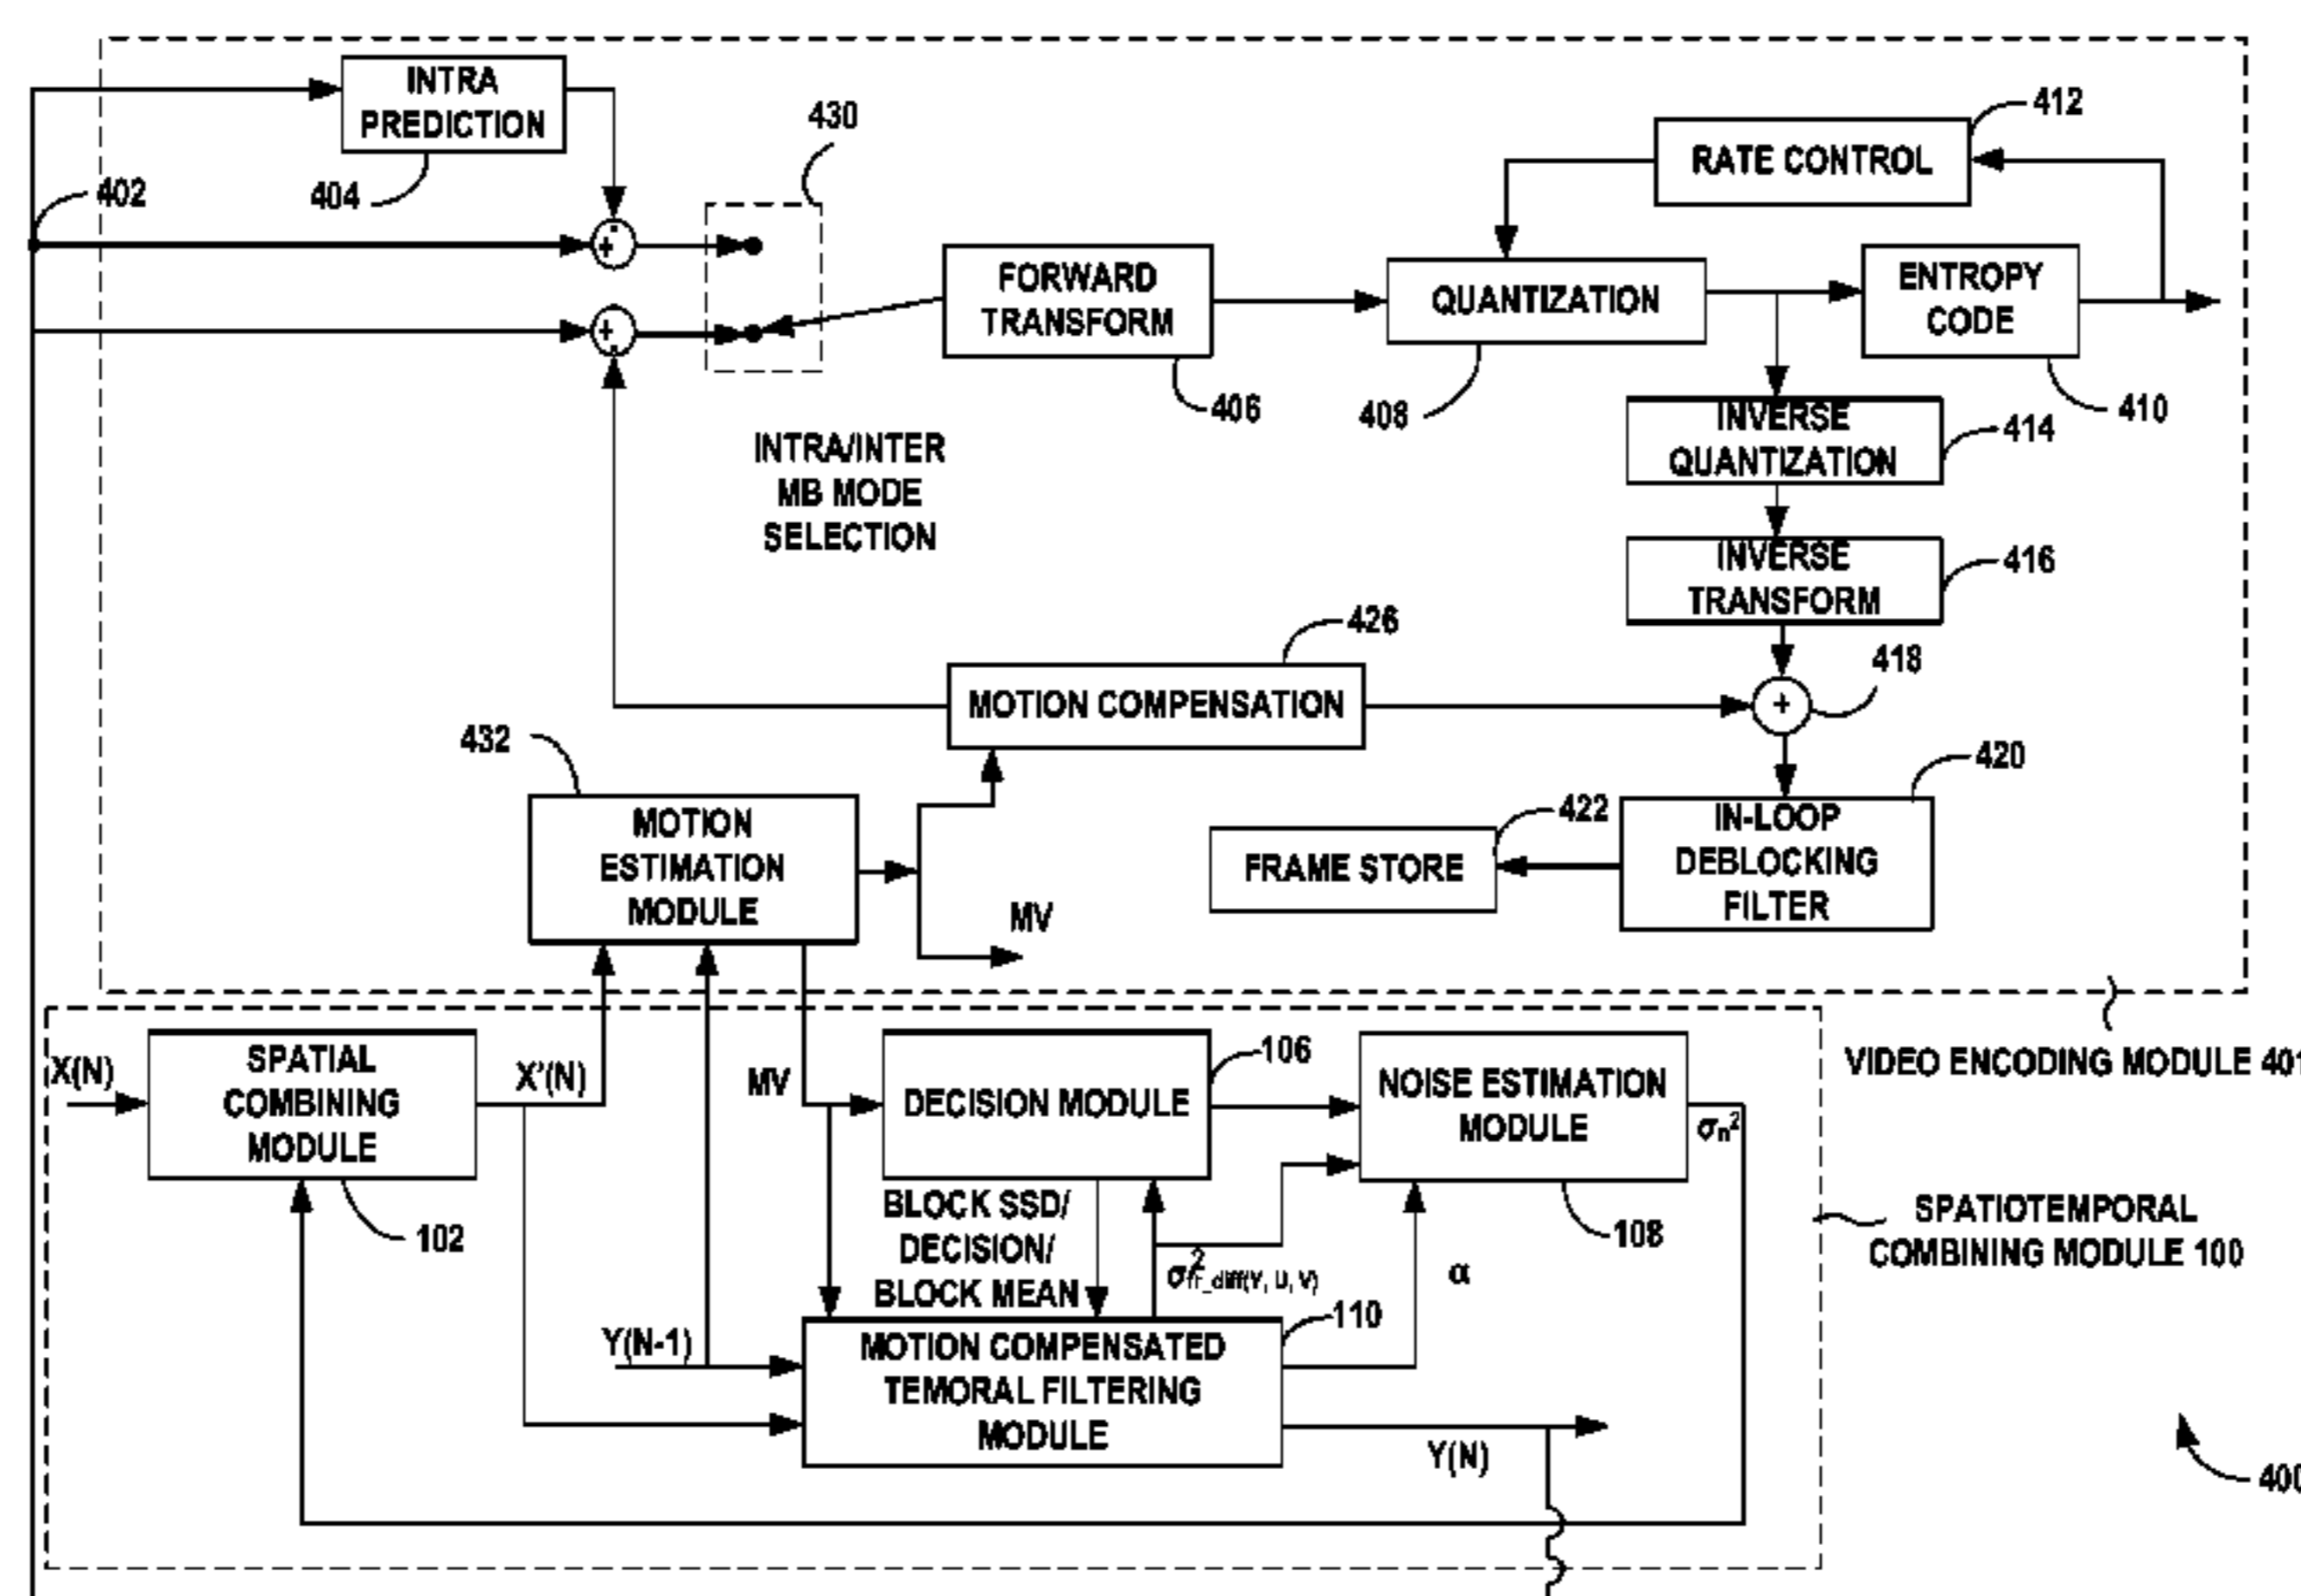 INTRA
PREDICTION
404
402
430
412
RATE CONTROL
FORWARD
TRANSFORM
406
QUANTIZATION
408
ENTROPY
CODE
410
INTRA/INTER
MB MODE
SELECTION
INVERSE
QUANTIZATION
414
INVERSE
TRANSFORM
416
426
MOTION COMPENSATION
418
+
+
+
432
MOTION
ESTIMATION
MODULE
MV
422
FRAME STORE
420
IN-LOOP
DEBLOCKING
FILTER
VIDEO ENCODING MODULE 401
X(N)
SPATIAL
COMBINING
MODULE
102
X'(N)
MV
DECISION MODULE
106
NOISE ESTIMATION
MODULE
108
σn²
BLOCK SSD/
DECISION/
BLOCK MEAN
σ²fr_diff(Y, U, V)
α
SPATIOTEMPORAL
COMBINING MODULE 100
Y(N-1)
110
MOTION COMPENSATED
TEMORAL FILTERING
MODULE
Y(N)
400